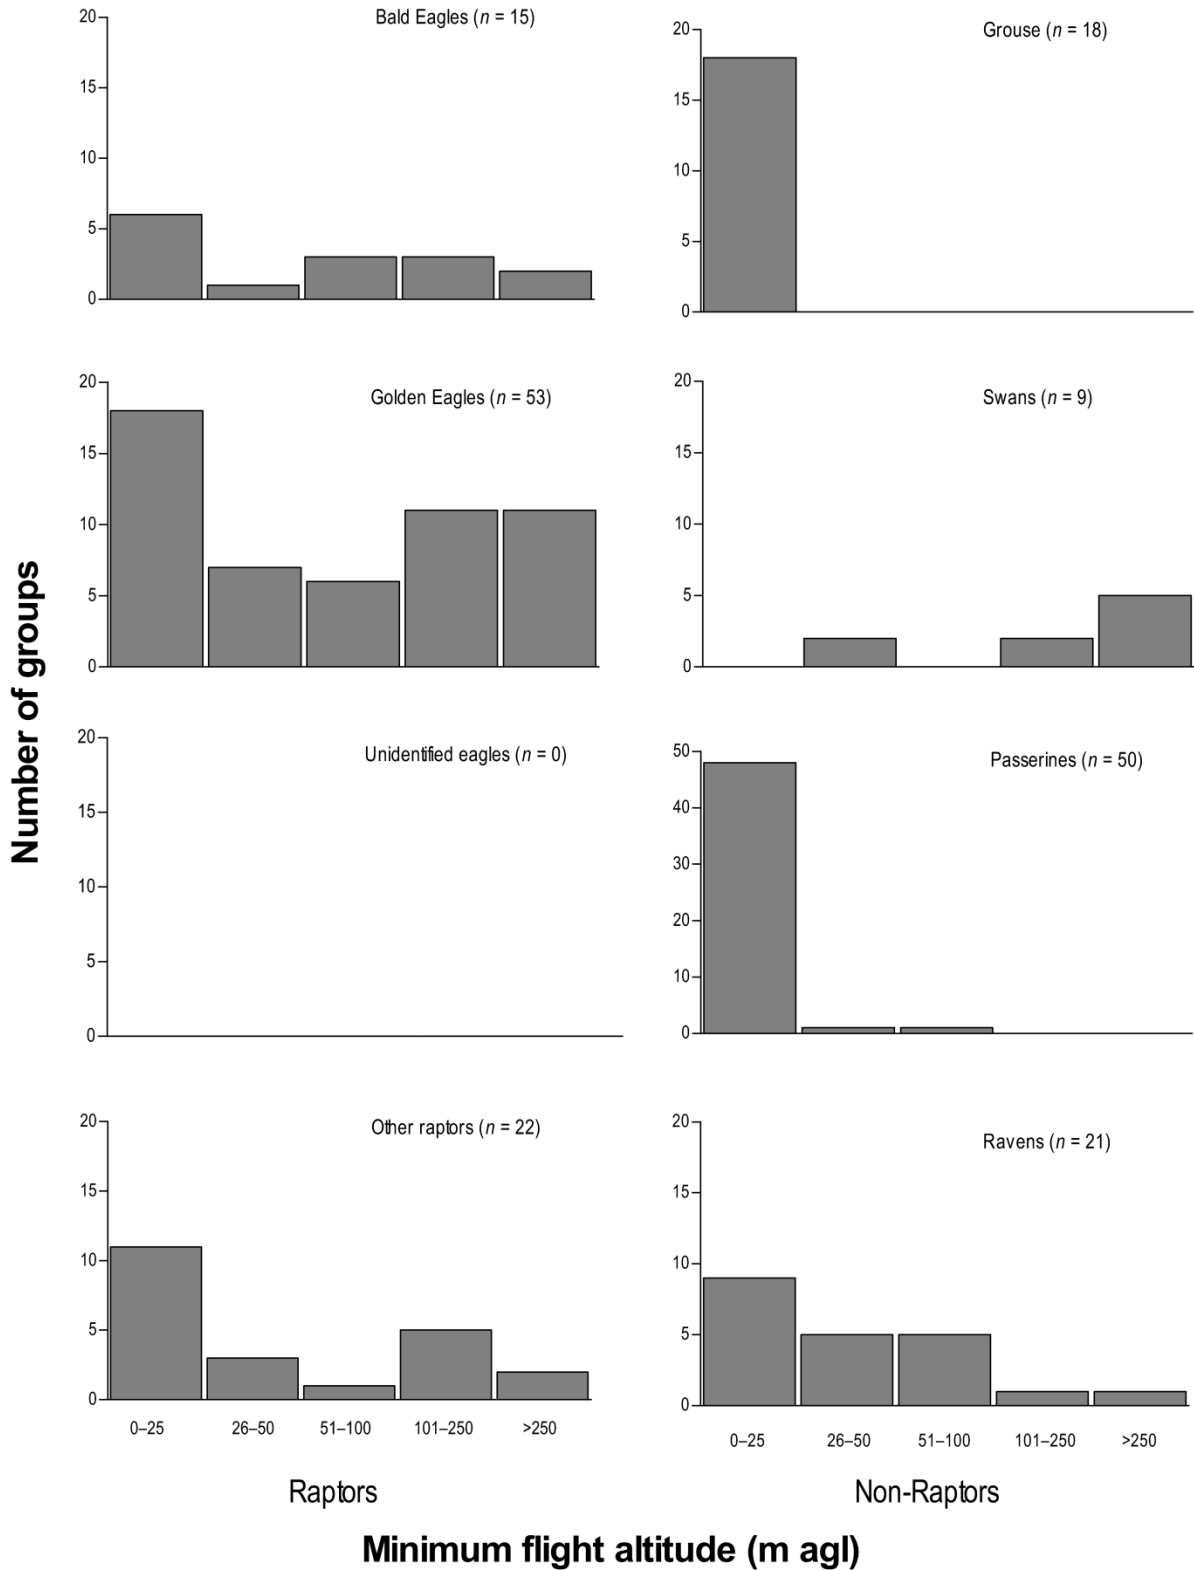 Number of groups
Bald Eagles (n = 15)
20
15
10
5
0
Grouse (n = 18)
20
15
10
5
0
Golden Eagles (n = 53)
20
15
10
5
0
Swans (n = 9)
20
15
10
5
0
Unidentified eagles (n = 0)
20
15
10
5
0
Passerines (n = 50)
50
40
30
20
10
0
Other raptors (n = 22)
20
15
10
5
0
0–25 26–50 51–100 101–250 >250
Raptors
Ravens (n = 21)
20
15
10
5
0
0–25 26–50 51–100 101–250 >250
Non-Raptors
Minimum flight altitude (m agl)